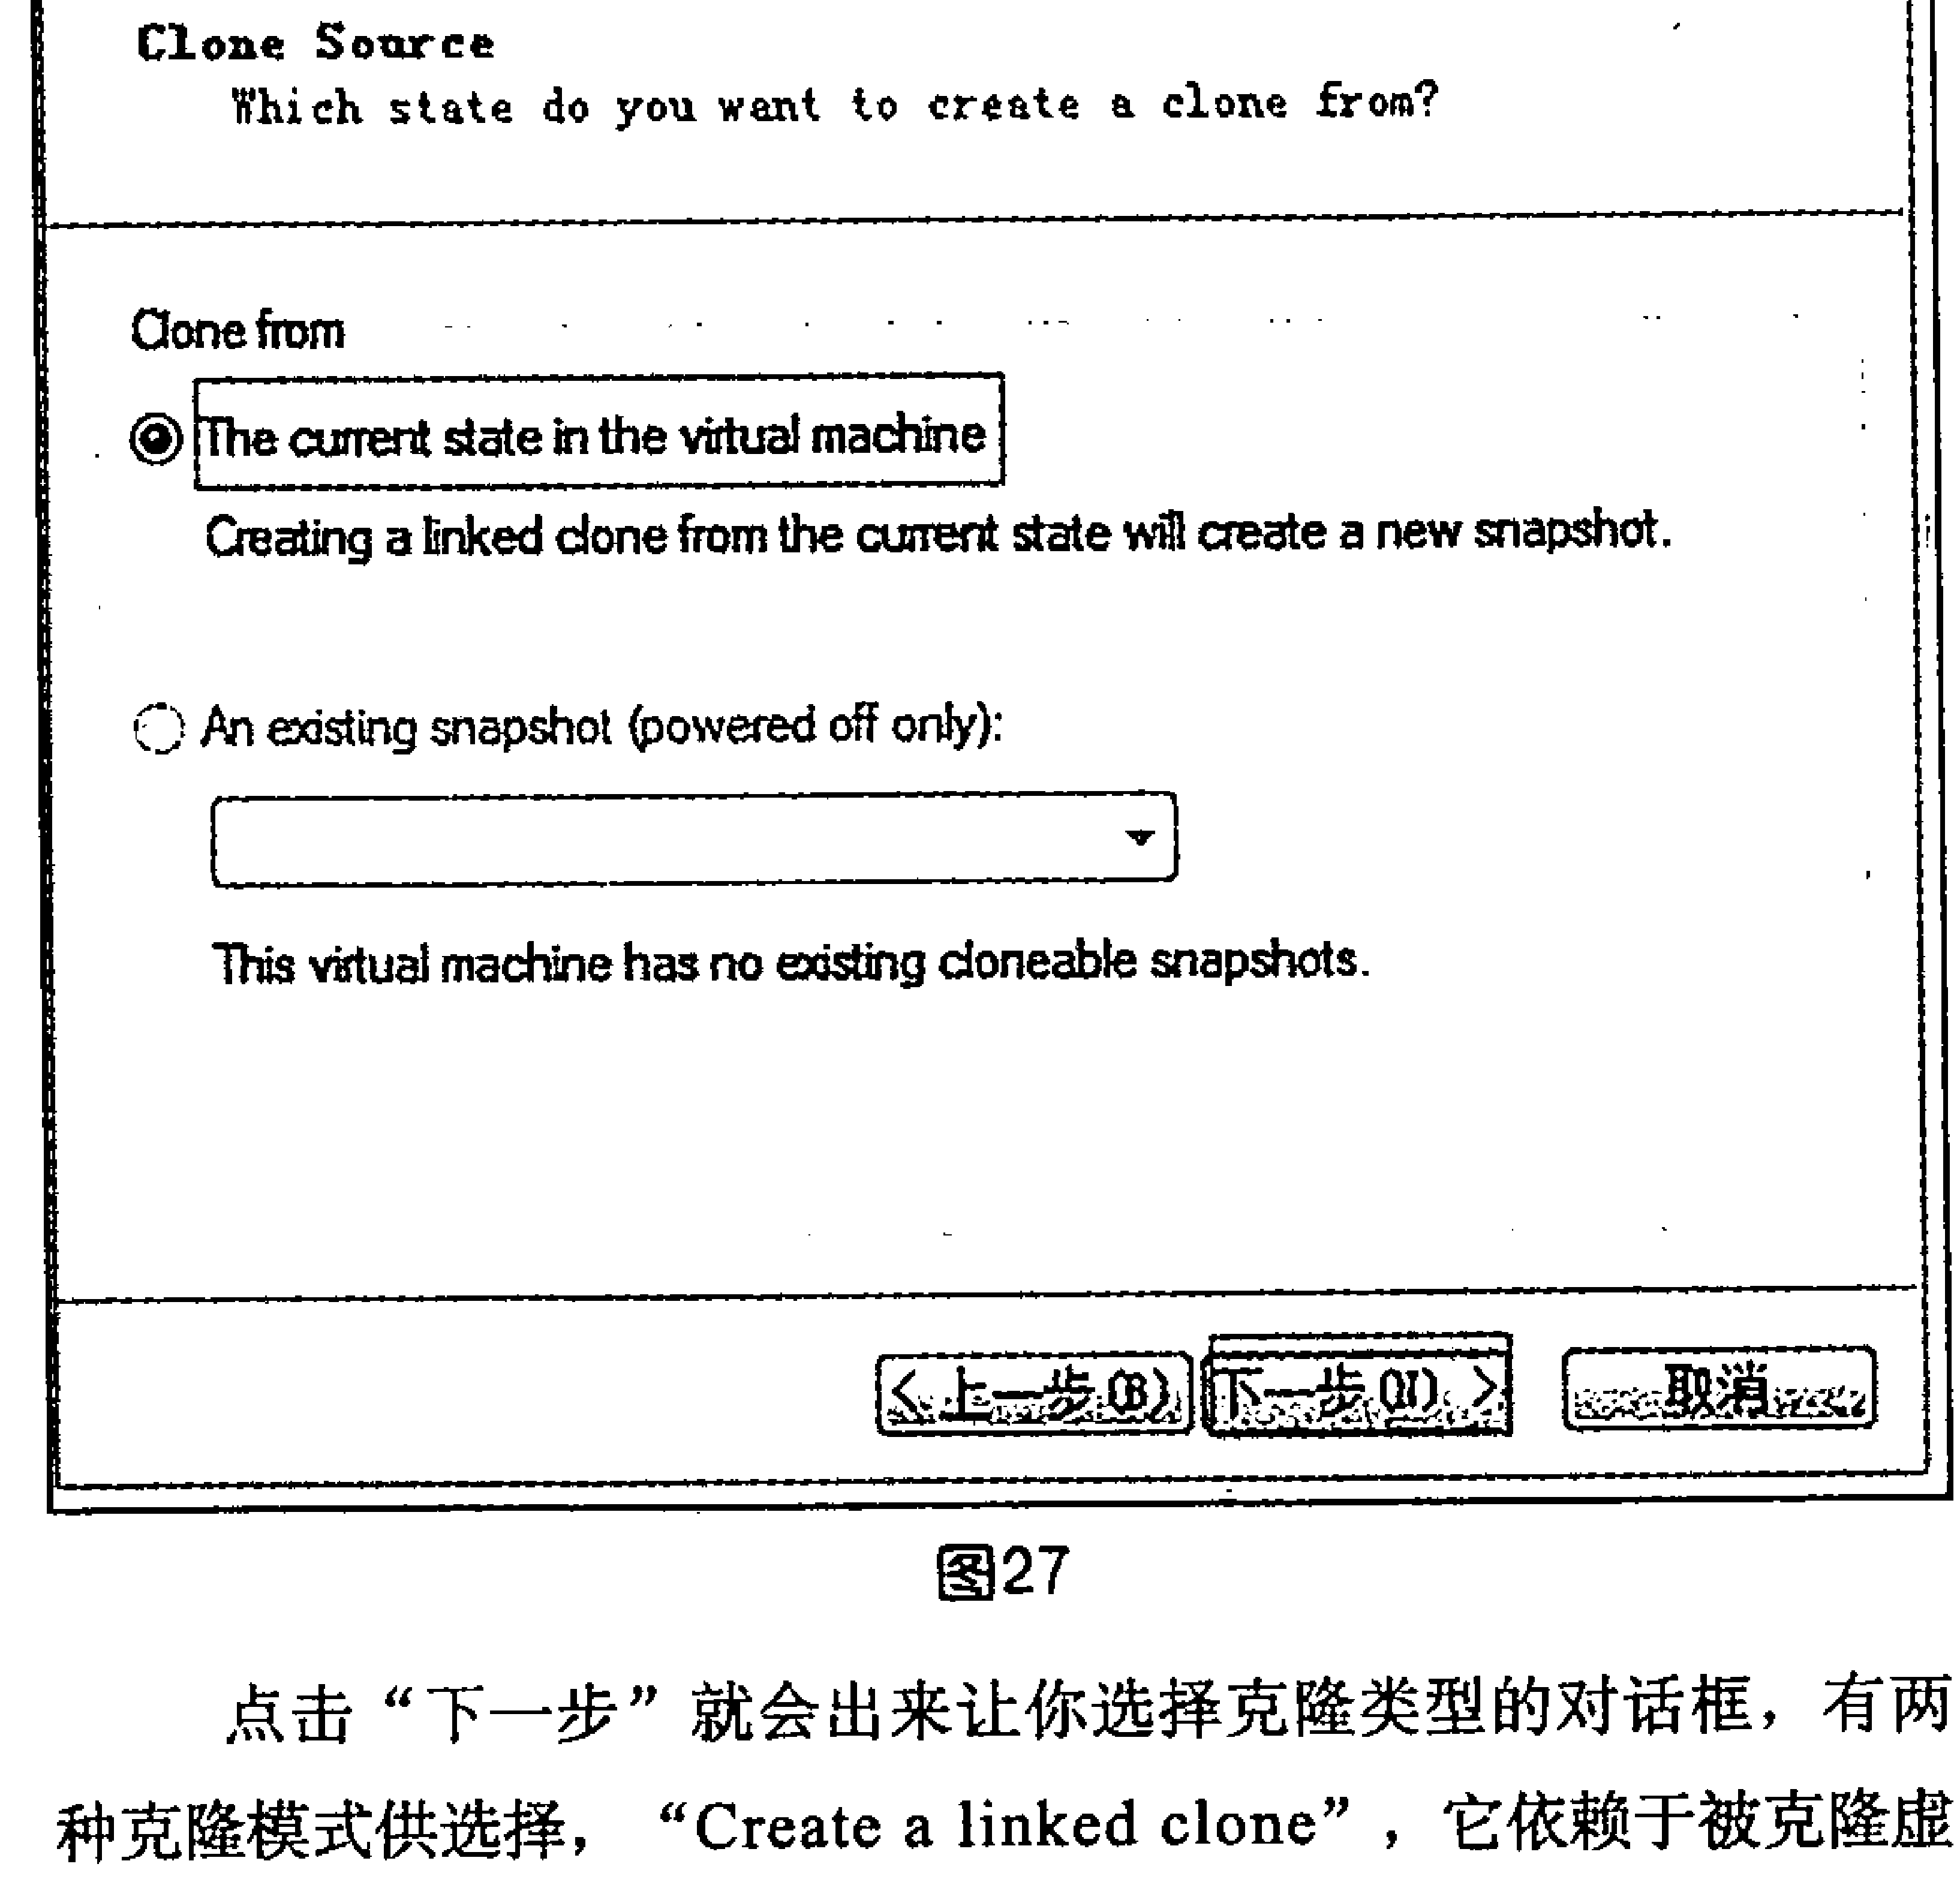 Clone Source
Which state do you want to create a clone from?
Clone from
The current state in the virtual machine
Creating a linked clone from the current state will create a new snapshot.
An existing snapshot (powered off only):
This virtual machine has no existing cloneable snapshots.
< 上一步(B) 下一步(N) > 取消
图27
点击“下一步”就会出来让你选择克隆类型的对话框，有两
种克隆模式供选择，“Create a linked clone”，它依赖于被克隆虚